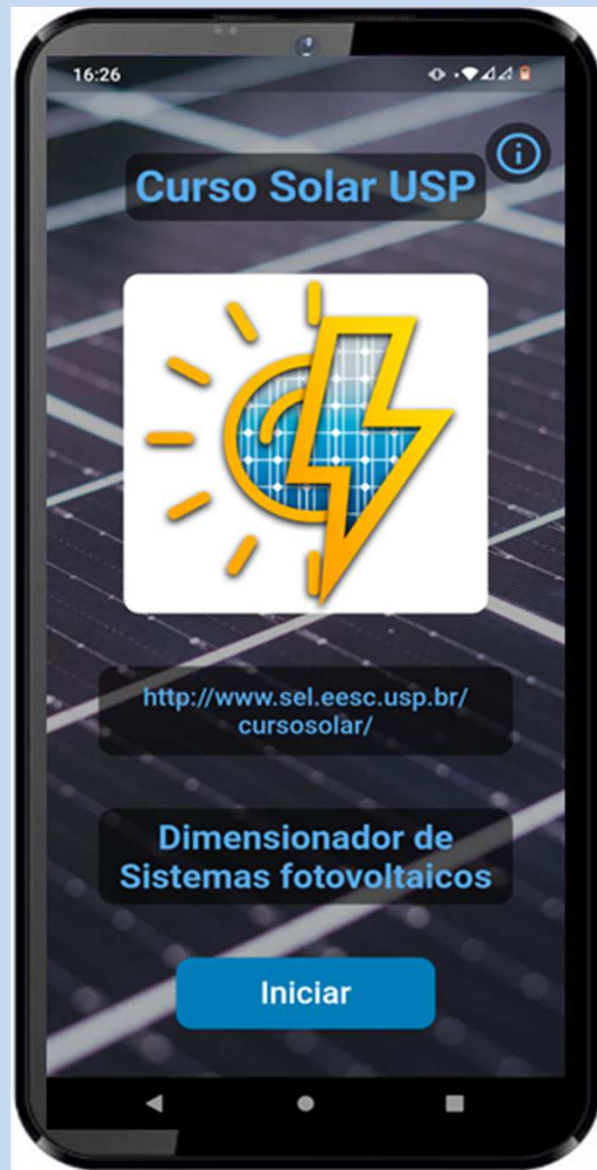 16:26
Curso Solar USP
http://www.sel.eesc.usp.br/
cursosolar/
Dimensionador de
Sistemas fotovoltaicos
Iniciar